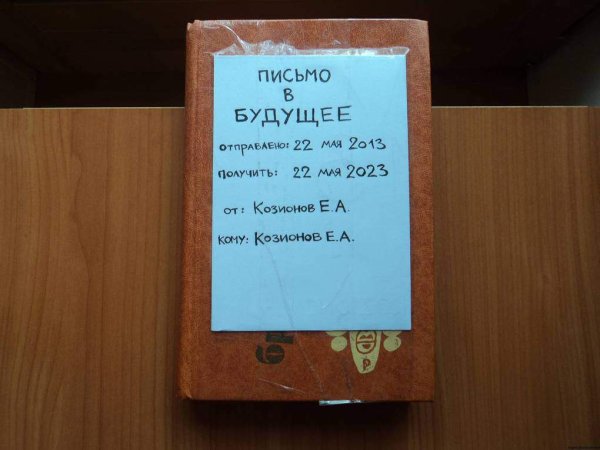 ПИСЬМО
В
БУДУЩЕЕ
ОТПРАВЛЕНО: 22 МАЯ 2013
ПОЛУЧИТЬ: 22 МАЯ 2023
ОТ: КОЗИОНОВ Е.А.
КОМУ: КОЗИОНОВ Е.А.